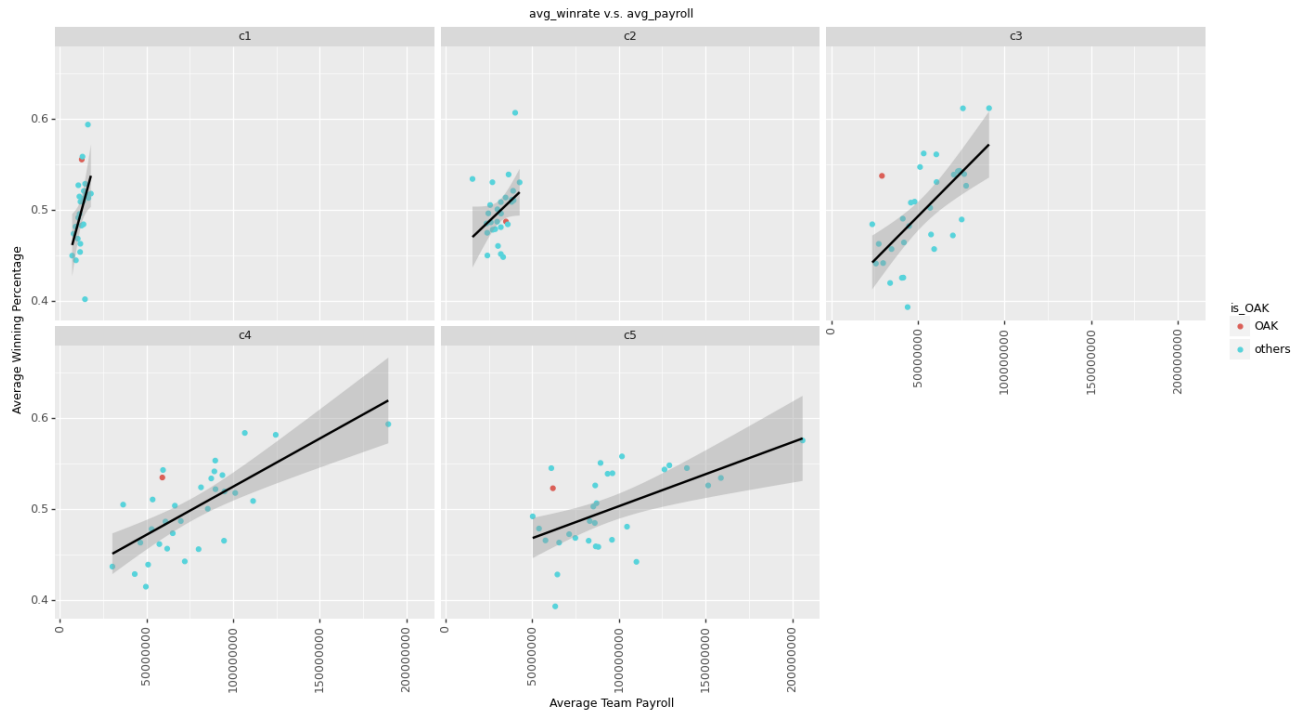 avg_winrate v.s. avg_payroll
c1 c2 c3
0.6
0.5
0.4
0 50000000 100000000 150000000 200000000
is_OAK
OAK
others
Average Winning Percentage
c4 c5
0.6
0.5
0.4
0 50000000 100000000 150000000 200000000 0 50000000 100000000 150000000 200000000
Average Team Payroll